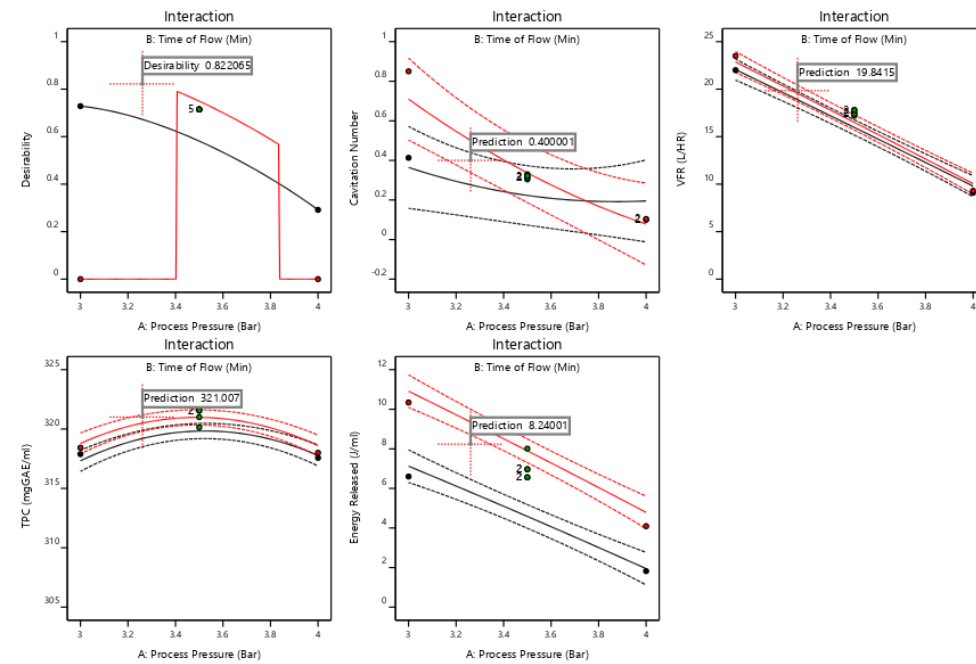 Interaction
B: Time of Flow (Min)
Desirability 0.822065
5
1
0.8
0.6
0.4
0.2
0
Desirability
3
3.2
3.4
3.6
3.8
4
A: Process Pressure (Bar)
Interaction
B: Time of Flow (Min)
Prediction 0.400001
2
2
1
0.8
0.6
0.4
0.2
0
-0.2
Cavitation Number
3
3.2
3.4
3.6
3.8
4
A: Process Pressure (Bar)
Interaction
B: Time of Flow (Min)
Prediction 19.8415
25
20
15
10
5
0
VFR (L/HR)
3
3.2
3.4
3.6
3.8
4
A: Process Pressure (Bar)
Interaction
B: Time of Flow (Min)
Prediction 321.007
2
325
320
315
310
305
TPC (mgGAE/ml)
3
3.2
3.4
3.6
3.8
4
A: Process Pressure (Bar)
Interaction
B: Time of Flow (Min)
Prediction 8.24001
2
2
12
10
8
6
4
2
0
Energy Released (J/ml)
3
3.2
3.4
3.6
3.8
4
A: Process Pressure (Bar)